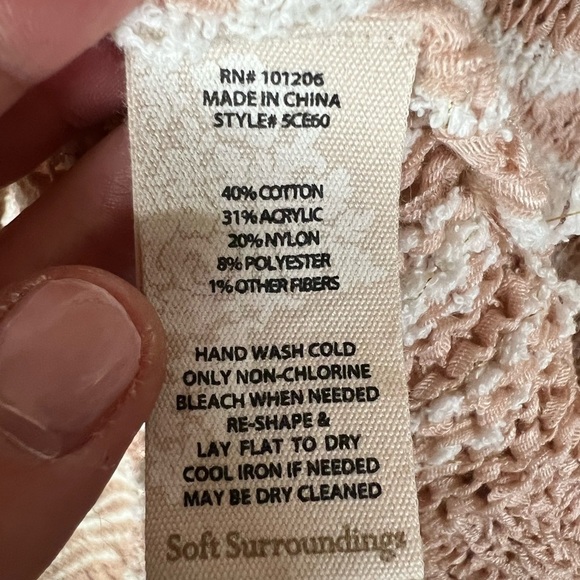 RN# 101206
MADE IN CHINA
STYLE# 5CE60
40% COTTON
31% ACRYLIC
20% NYLON
8% POLYESTER
1% OTHER FIBERS
HAND WASH COLD
ONLY NON-CHLORINE
BLEACH WHEN NEEDED
RE-SHAPE &
LAY FLAT TO DRY
COOL IRON IF NEEDED
MAY BE DRY CLEANED
Soft Surroundings